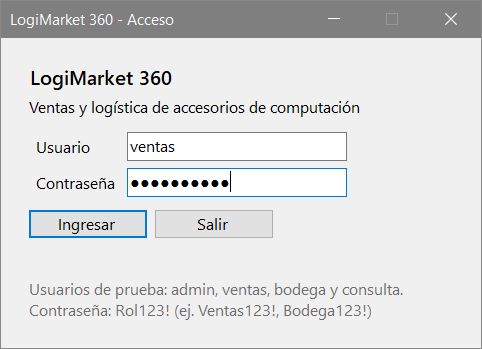 LogiMarket 360 - Acceso
LogiMarket 360
Ventas y logística de accesorios de computación
Usuario ventas
Contraseña ●●●●●●●●●●
Ingresar Salir
Usuarios de prueba: admin, ventas, bodega y consulta.
Contraseña: Rol123! (ej. Ventas123!, Bodega123!)